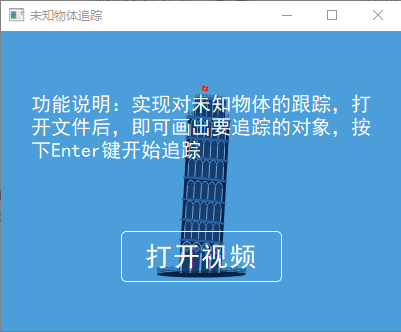 未知物体追踪
功能说明：实现对未知物体的跟踪，打
开文件后，即可画出要追踪的对象，按
下Enter键开始追踪
打开视频